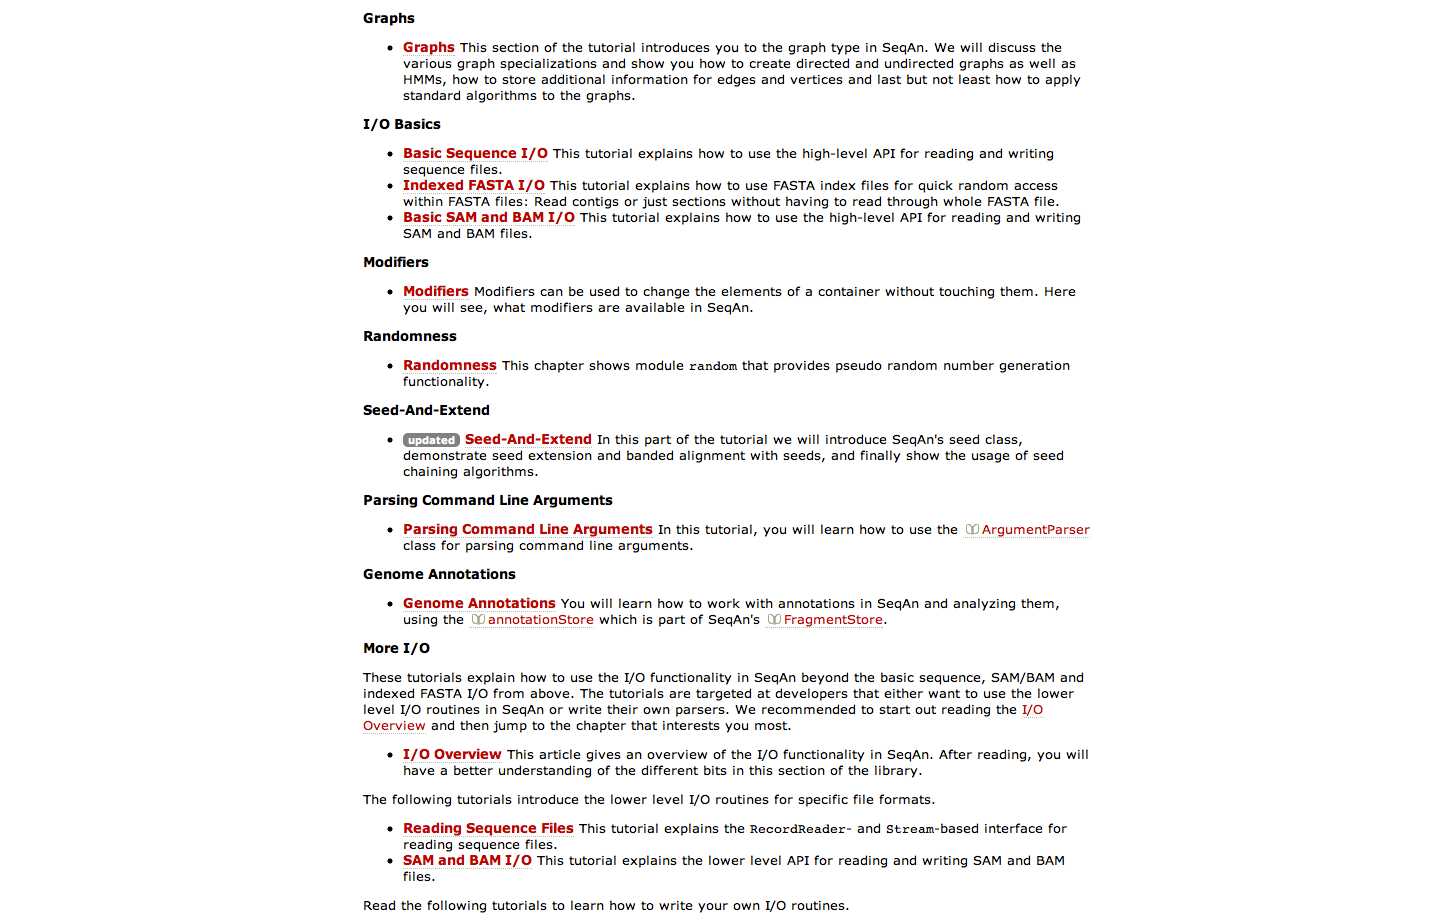 Graphs
Graphs This section of the tutorial introduces you to the graph type in SeqAn. We will discuss the
various graph specializations and show you how to create directed and undirected graphs as well as
HMMs, how to store additional information for edges and vertices and last but not least how to apply
standard algorithms to the graphs.
I/O Basics
Basic Sequence I/O This tutorial explains how to use the high-level API for reading and writing
sequence files.
Indexed FASTA I/O This tutorial explains how to use FASTA index files for quick random access
within FASTA files: Read contigs or just sections without having to read through whole FASTA file.
Basic SAM and BAM I/O This tutorial explains how to use the high-level API for reading and writing
SAM and BAM files.
Modifiers
Modifiers Modifiers can be used to change the elements of a container without touching them. Here
you will see, what modifiers are available in SeqAn.
Randomness
Randomness This chapter shows module random that provides pseudo random number generation
functionality.
Seed-And-Extend
updated Seed-And-Extend In this part of the tutorial we will introduce SeqAn's seed class,
demonstrate seed extension and banded alignment with seeds, and finally show the usage of seed
chaining algorithms.
Parsing Command Line Arguments
Parsing Command Line Arguments In this tutorial, you will learn how to use the ArgumentParser
class for parsing command line arguments.
Genome Annotations
Genome Annotations You will learn how to work with annotations in SeqAn and analyzing them,
using the annotationStore which is part of SeqAn's FragmentStore.
More I/O
These tutorials explain how to use the I/O functionality in SeqAn beyond the basic sequence, SAM/BAM and
indexed FASTA I/O from above. The tutorials are targeted at developers that either want to use the lower
level I/O routines in SeqAn or write their own parsers. We recommended to start out reading the I/O
Overview and then jump to the chapter that interests you most.
I/O Overview This article gives an overview of the I/O functionality in SeqAn. After reading, you will
have a better understanding of the different bits in this section of the library.
The following tutorials introduce the lower level I/O routines for specific file formats.
Reading Sequence Files This tutorial explains the RecordReader- and Stream-based interface for
reading sequence files.
SAM and BAM I/O This tutorial explains the lower level API for reading and writing SAM and BAM
files.
Read the following tutorials to learn how to write your own I/O routines.